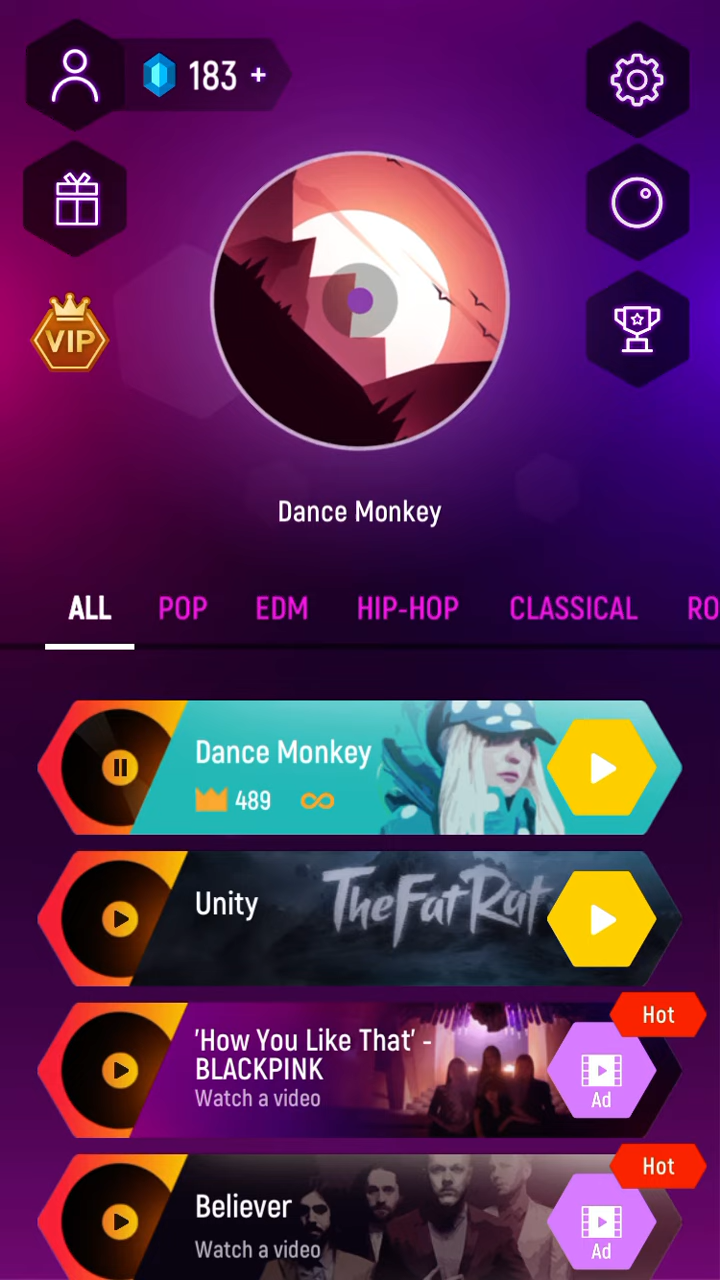 183 +
VIP
Dance Monkey
ALL POP EDM HIP-HOP CLASSICAL RO
Dance Monkey
489 ∞
Unity
TheFatRat
Hot
'How You Like That' -
BLACKPINK
Watch a video
Ad
Hot
Believer
Watch a video
Ad